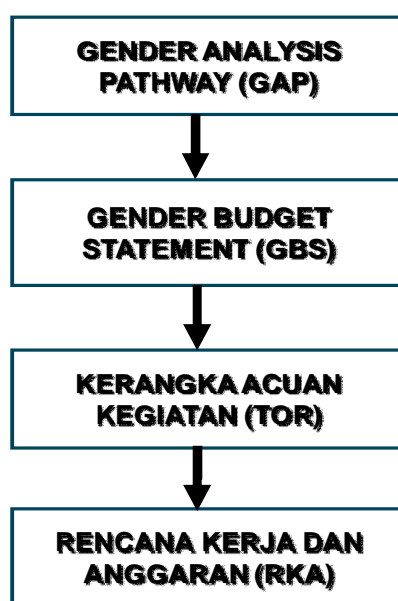 GENDER ANALYSIS
PATHWAY (GAP)
GENDER BUDGET
STATEMENT (GBS)
KERANGKA ACUAN
KEGIATAN (TOR)
RENCANA KERJA DAN
ANGGARAN (RKA)